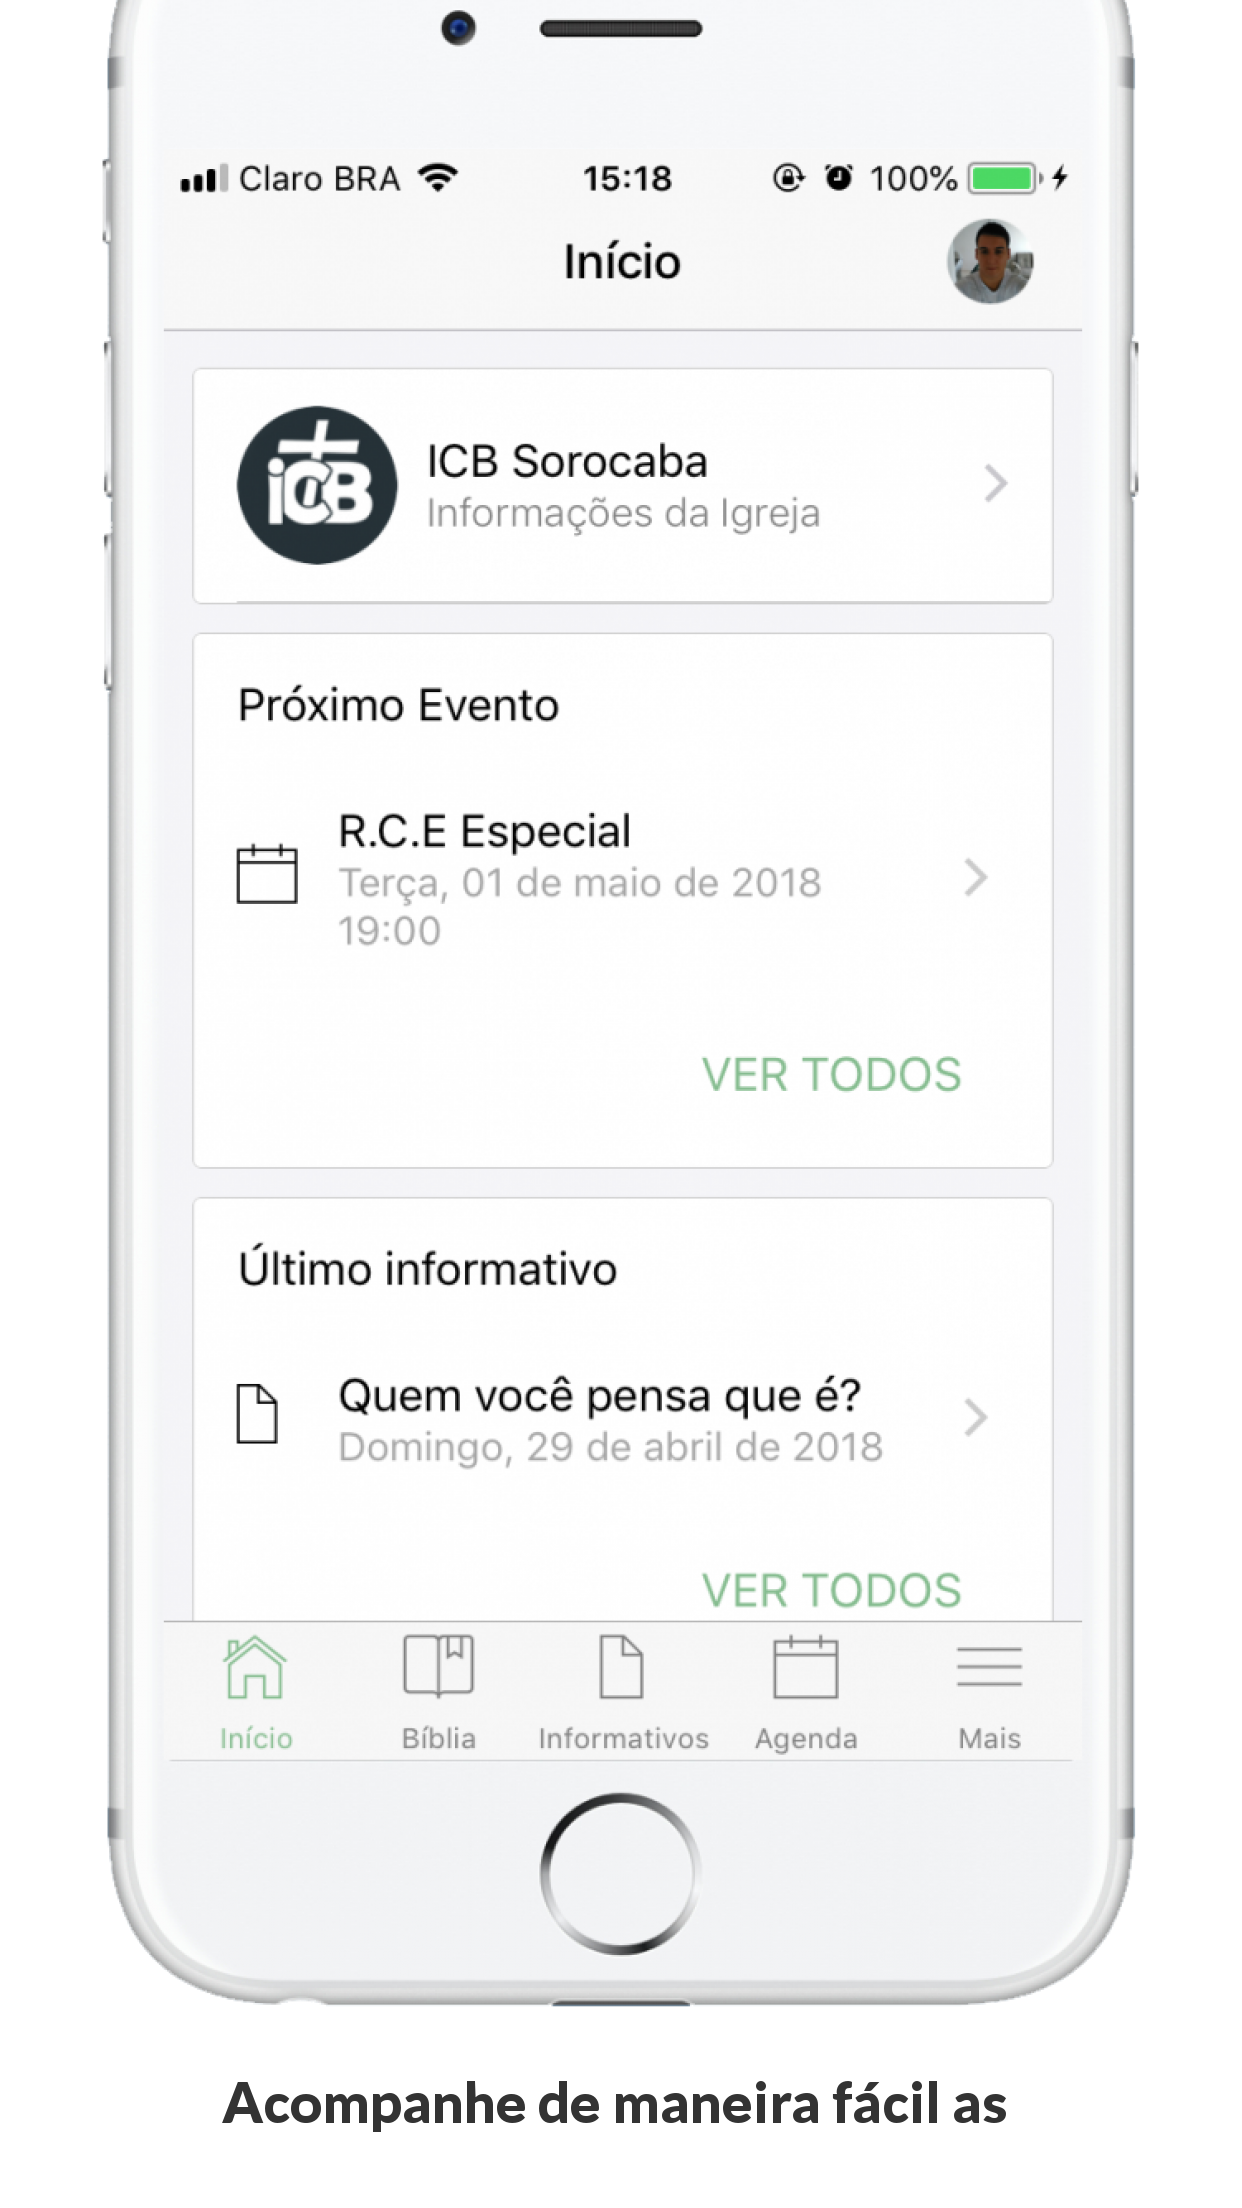 Claro BRA 15:18 100%
Início
iCB
ICB Sorocaba
Informações da Igreja
Próximo Evento
R.C.E Especial
Terça, 01 de maio de 2018
19:00
VER TODOS
Último informativo
Quem você pensa que é?
Domingo, 29 de abril de 2018
VER TODOS
Início Bíblia Informativos Agenda Mais
Acompanhe de maneira fácil as